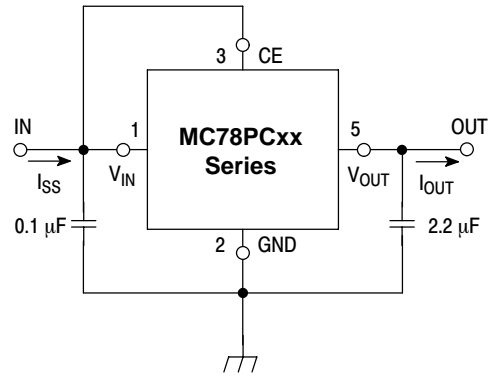 3 CE
IN 1 MC78PCxx 5 OUT
Series
I_SS V_IN V_OUT I_OUT
0.1 μF 2 GND 2.2 μF